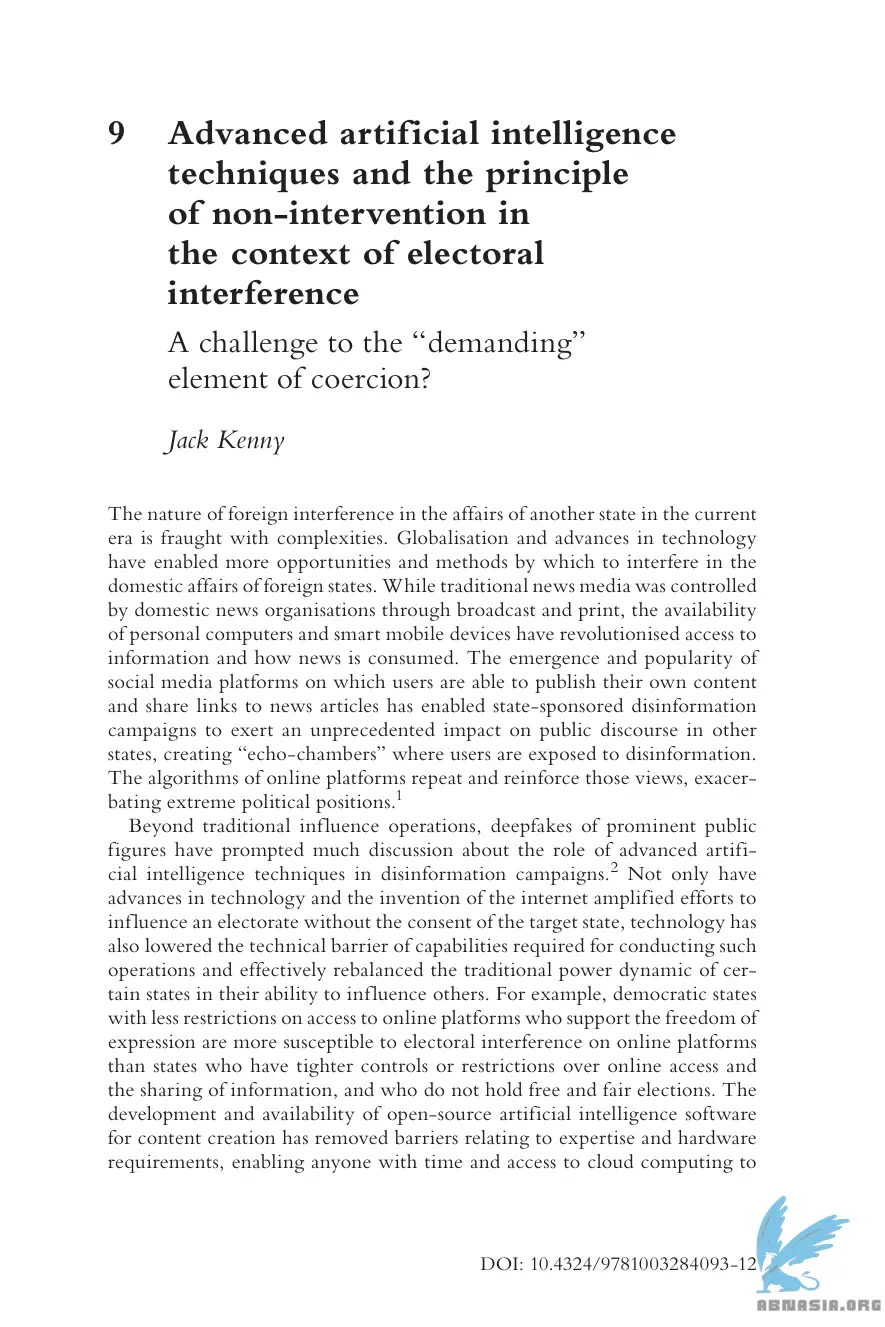 9 Advanced artificial intelligence
techniques and the principle
of non-intervention in
the context of electoral
interference
A challenge to the “demanding”
element of coercion?
Jack Kenny
The nature of foreign interference in the affairs of another state in the current
era is fraught with complexities. Globalisation and advances in technology
have enabled more opportunities and methods by which to interfere in the
domestic affairs of foreign states. While traditional news media was controlled
by domestic news organisations through broadcast and print, the availability
of personal computers and smart mobile devices have revolutionised access to
information and how news is consumed. The emergence and popularity of
social media platforms on which users are able to publish their own content
and share links to news articles has enabled state-sponsored disinformation
campaigns to exert an unprecedented impact on public discourse in other
states, creating “echo-chambers” where users are exposed to disinformation.
The algorithms of online platforms repeat and reinforce those views, exacer-
bating extreme political positions.1
Beyond traditional influence operations, deepfakes of prominent public
figures have prompted much discussion about the role of advanced artifi-
cial intelligence techniques in disinformation campaigns.2 Not only have
advances in technology and the invention of the internet amplified efforts to
influence an electorate without the consent of the target state, technology has
also lowered the technical barrier of capabilities required for conducting such
operations and effectively rebalanced the traditional power dynamic of cer-
tain states in their ability to influence others. For example, democratic states
with less restrictions on access to online platforms who support the freedom of
expression are more susceptible to electoral interference on online platforms
than states who have tighter controls or restrictions over online access and
the sharing of information, and who do not hold free and fair elections. The
development and availability of open-source artificial intelligence software
for content creation has removed barriers relating to expertise and hardware
requirements, enabling anyone with time and access to cloud computing to
DOI: 10.4324/9781003284093-12
ABNASIA.ORG